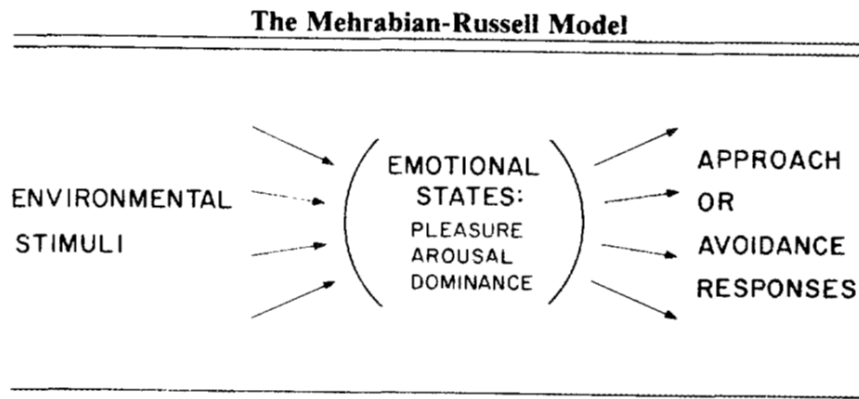 The Mehrabian-Russell Model
ENVIRONMENTAL
STIMULI
EMOTIONAL
STATES:
PLEASURE
AROUSAL
DOMINANCE
APPROACH
OR
AVOIDANCE
RESPONSES